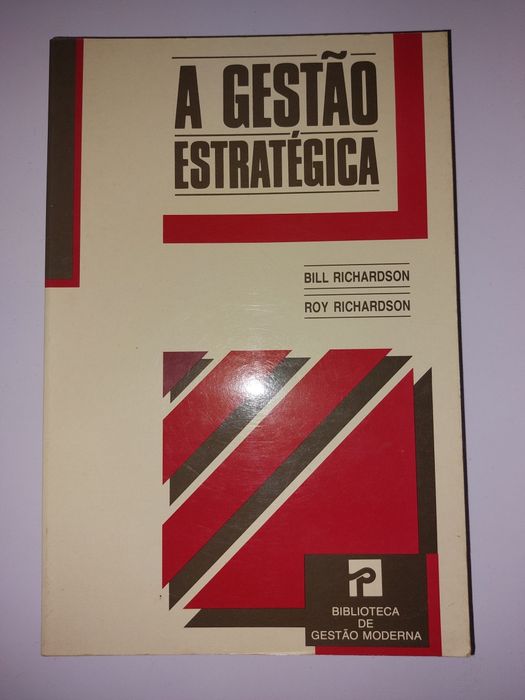 A GESTÃO
ESTRATÉGICA
BILL RICHARDSON
ROY RICHARDSON
BIBLIOTECA
DE
GESTÃO MODERNA